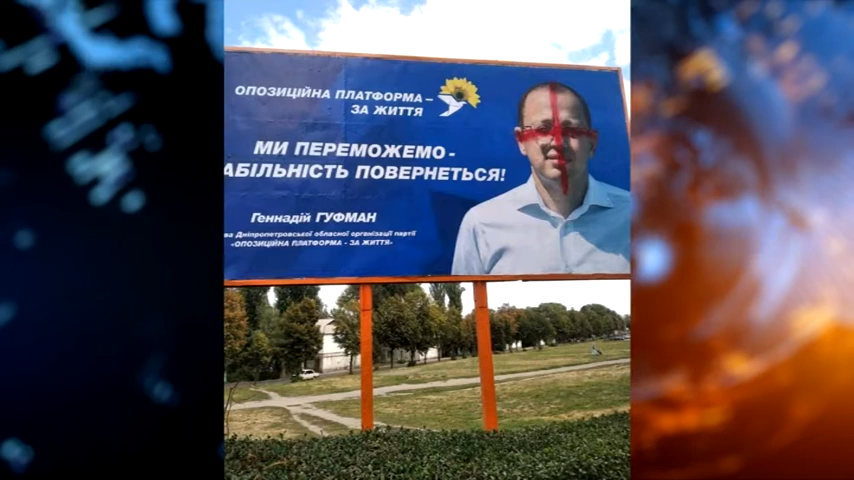 ОПОЗИЦІЙНА ПЛАТФОРМА –
ЗА ЖИТТЯ
МИ ПЕРЕМОЖЕМО -
АБІЛЬНІСТЬ ПОВЕРНЕТЬСЯ!
Геннадій ГУФМАН
ва Дніпропетровської обласної організації партії
"ОПОЗИЦІЙНА ПЛАТФОРМА - ЗА ЖИТТЯ"